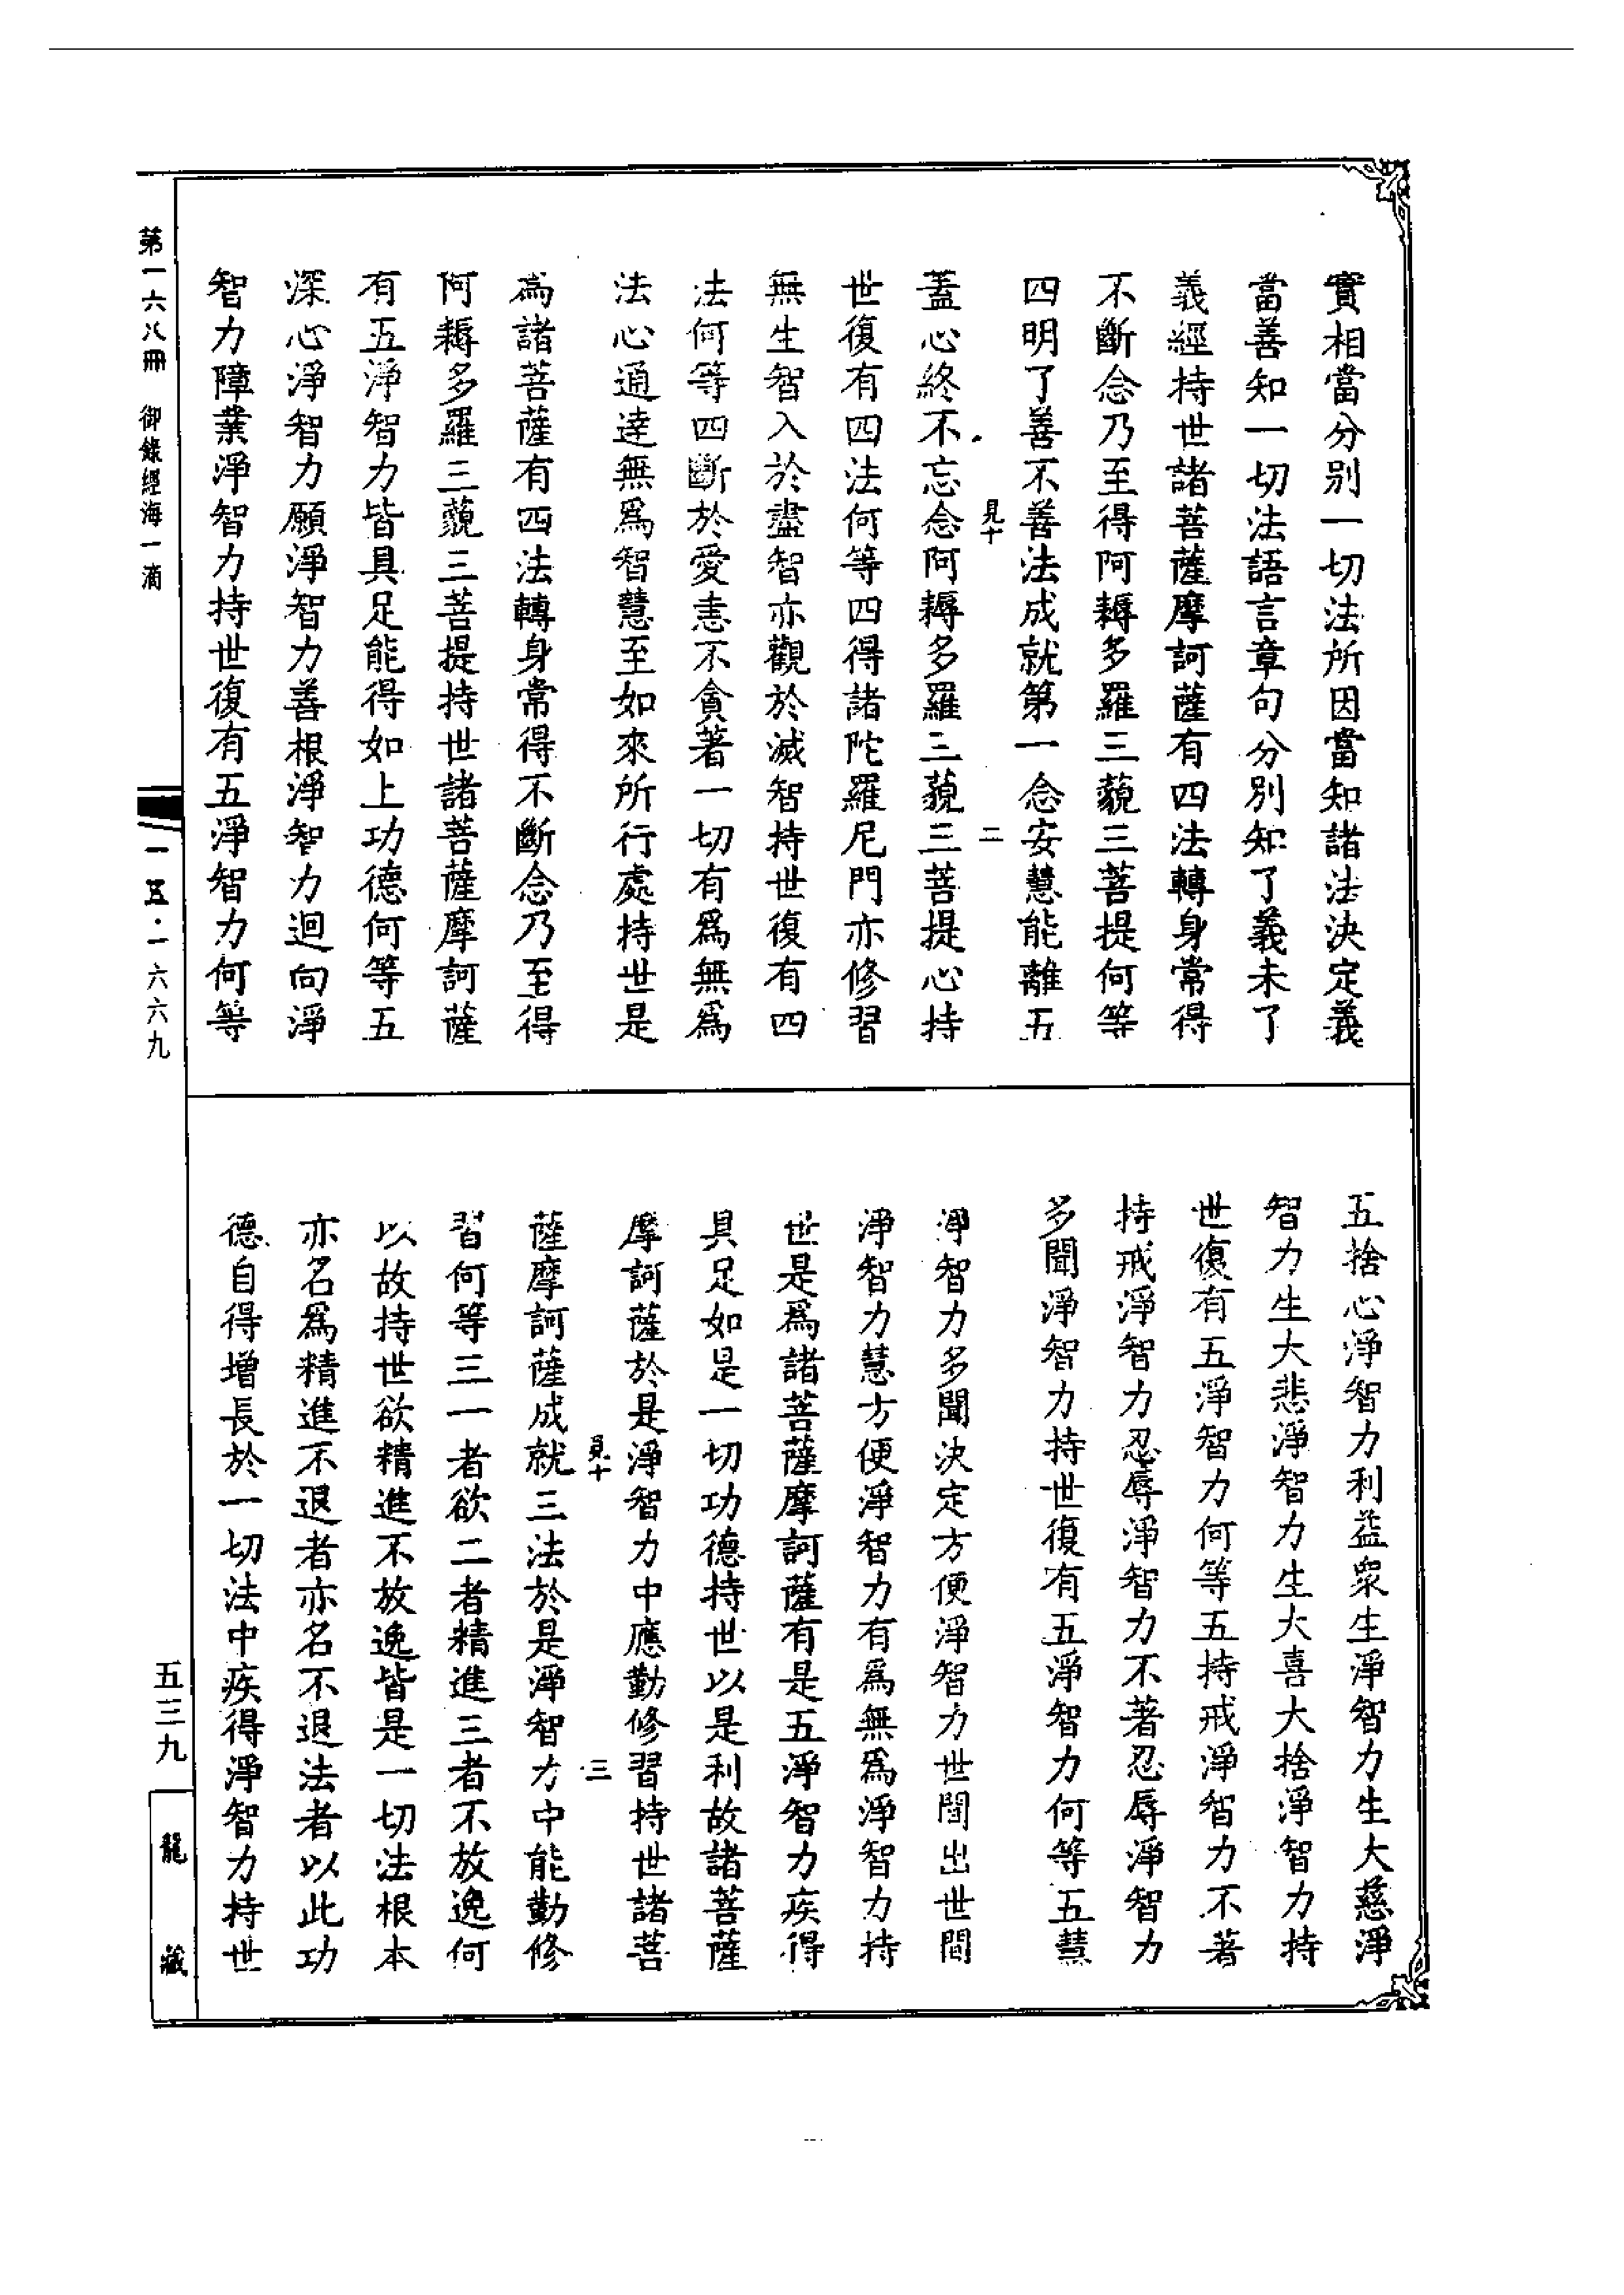 實相當分别一切法所因當知諸法決定義
當善知一切法語言章句分别知了義未了
義經持世諸菩薩摩訶薩有四法轉身常得
不斷念乃至得阿耨多羅三藐三菩提何等
四明了善不善法成就第一念安慧能離五
見十 二
蓋心終不忘念阿耨多羅三藐三菩提心持
世復有四法何等四得諸陀羅尼門亦修習
無生智入於盡智亦觀於滅智持世復有四
法何等四斷於愛恚不貪著一切有爲無爲
法心通達無爲智慧至如來所行處持世是
爲諸菩薩有四法轉身常得不斷念乃至得
阿耨多羅三藐三菩提持世諸菩薩摩訶薩
有五淨智力皆具足能得如上功德何等五
深心淨智力願淨智力善根淨智力迴向淨
智力障業淨智力持世復有五淨智力何等
五捨心淨智力利益衆生淨智力生大慈淨
智力生大悲淨智力生大喜大捨淨智力持
世復有五淨智力何等五持戒淨智力不著
持戒淨智力忍辱淨智力不著忍辱淨智力
多聞淨智力持世復有五淨智力何等五慧
淨智力多聞決定方便淨智力世間出世間
淨智力慧方便淨智力有爲無爲淨智力持
世是爲諸菩薩摩訶薩有是五淨智力疾得
具足如是一切功德持世以是利故諸菩薩
摩訶薩於是淨智力中應勤修習持世諸菩
見十 三
薩摩訶薩成就三法於是淨智力中能勤修
習何等三一者欲二者精進三者不放逸何
以故持世欲精進不放逸皆是一切法根本
亦名爲精進不退者亦名不退法者以此功
德自得增長於一切法中疾得淨智力持世
第一六八冊 御錄經海一滴
一五·一六六九
五三九
龍藏